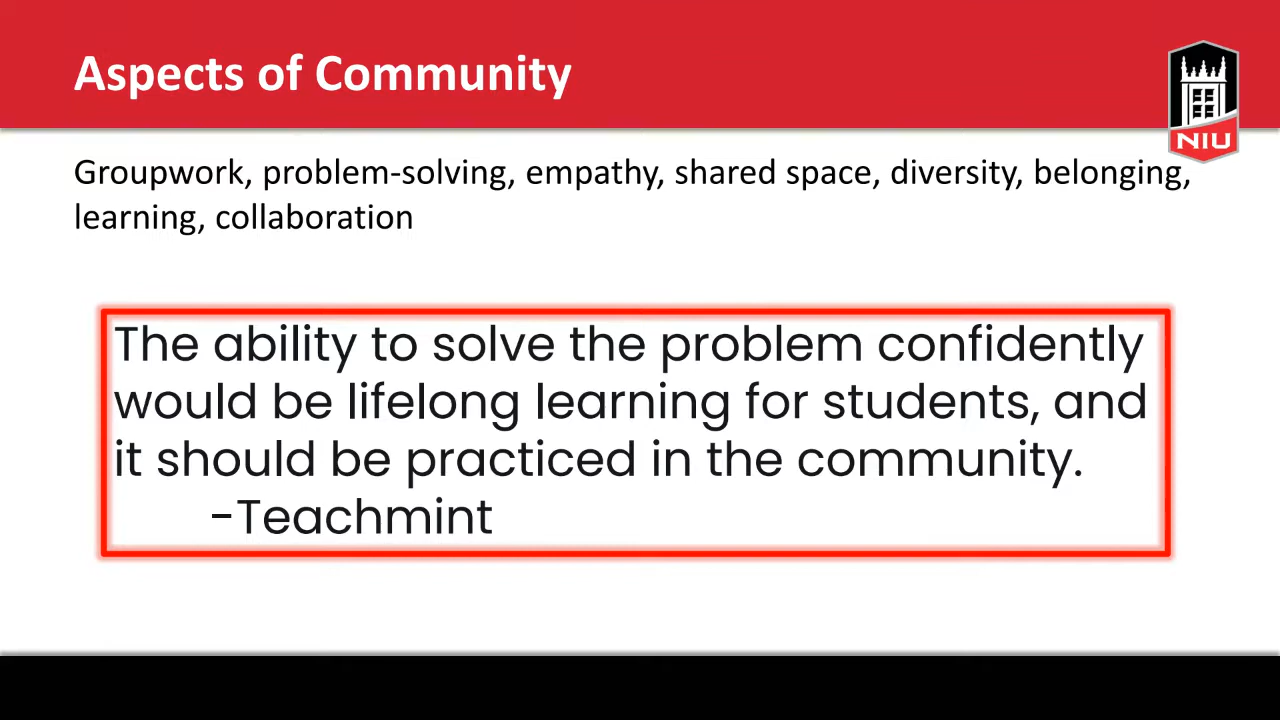 Aspects of Community
NIU
Groupwork, problem-solving, empathy, shared space, diversity, belonging,
learning, collaboration
The ability to solve the problem confidently
would be lifelong learning for students, and
it should be practiced in the community.
-Teachmint